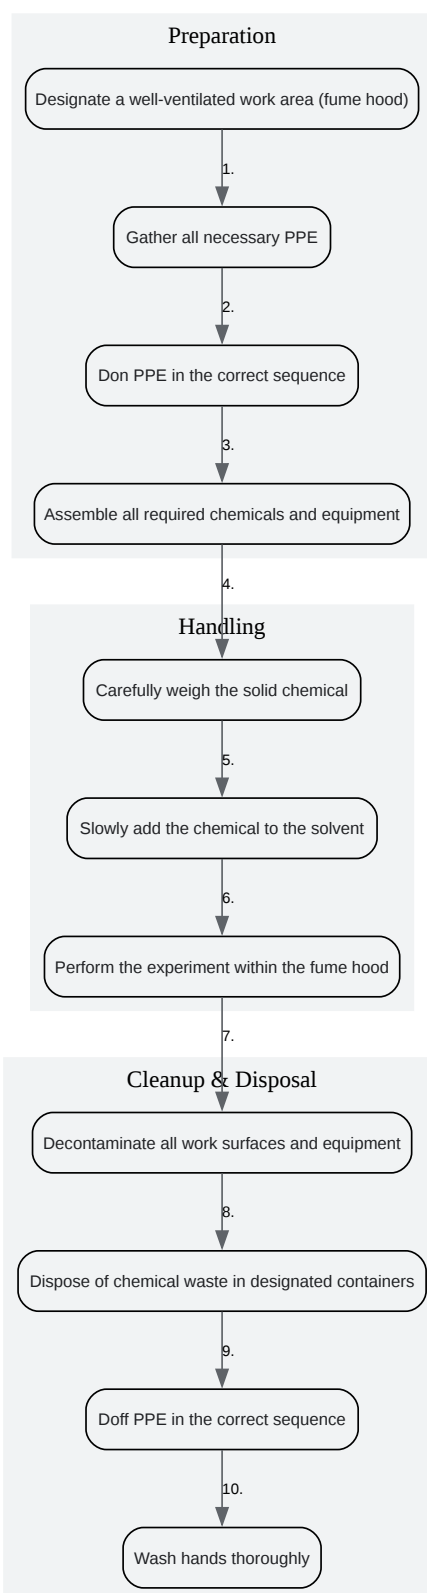 Preparation
Designate a well-ventilated work area (fume hood)
1.
Gather all necessary PPE
2.
Don PPE in the correct sequence
3.
Assemble all required chemicals and equipment
4.
Handling
Carefully weigh the solid chemical
5.
Slowly add the chemical to the solvent
6.
Perform the experiment within the fume hood
7.
Cleanup & Disposal
Decontaminate all work surfaces and equipment
8.
Dispose of chemical waste in designated containers
9.
Doff PPE in the correct sequence
10.
Wash hands thoroughly